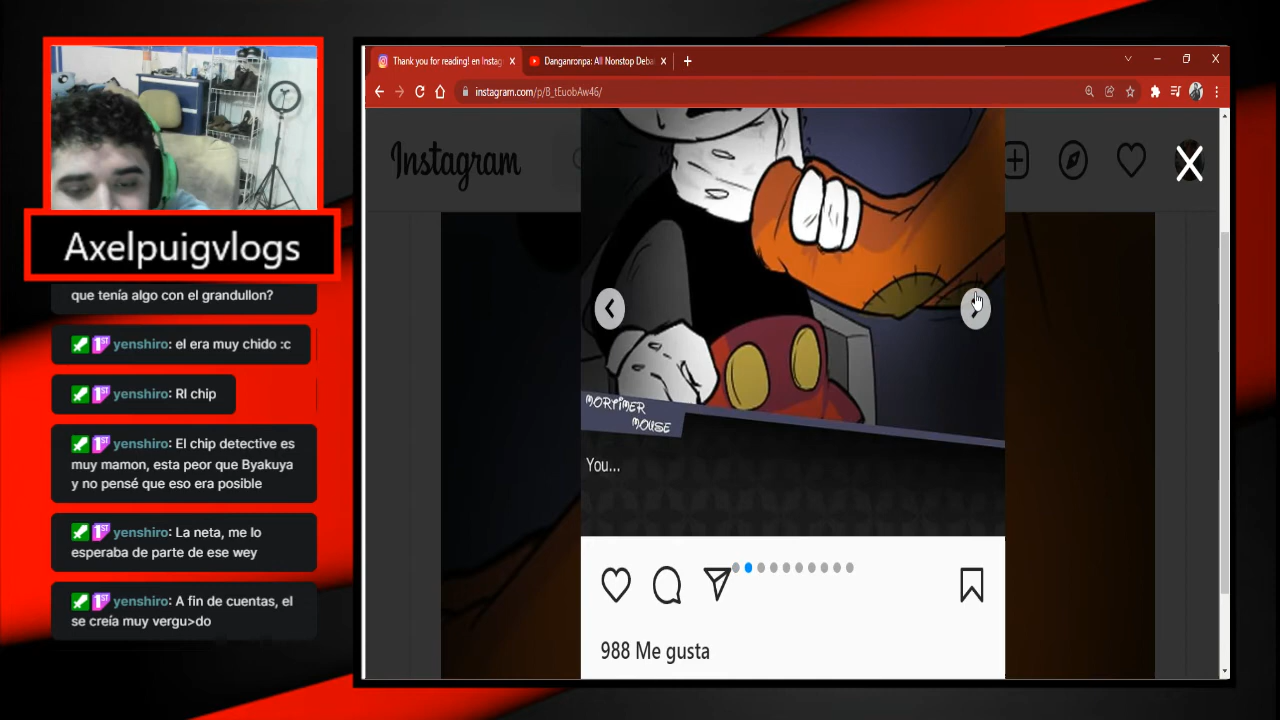 Axelpuigvlogs
que tenía algo con el grandullon?
yenshiro: el era muy chido :c
yenshiro: Rl chip
yenshiro: El chip detective es
muy mamon, esta peor que Byakuya
y no pensé que eso era posible
yenshiro: La neta, me lo
esperaba de parte de ese wey
yenshiro: A fin de cuentas, el
se creía muy vergu>do
Thank you for reading! en Instag
Danganronpa: All Nonstop Deba
instagram.com/p/B_tEuobAw46/
Instagram
MORTIMER
MOUSE
You...
988 Me gusta